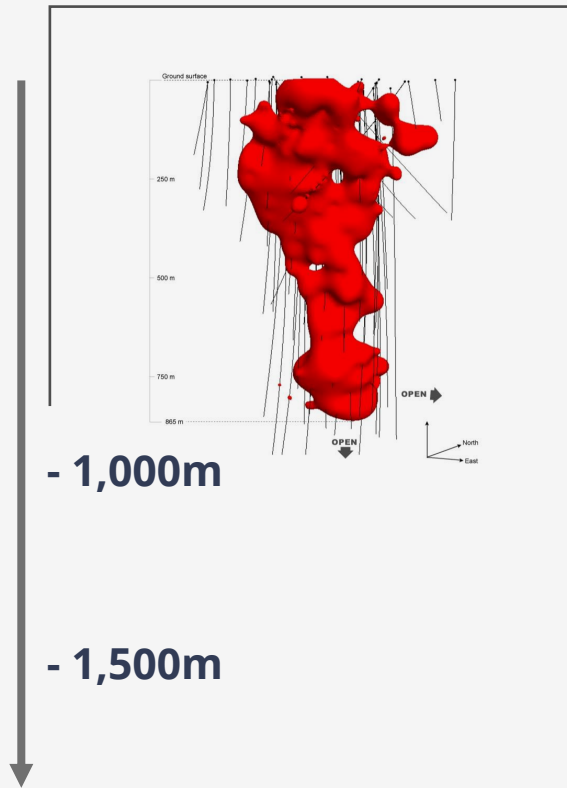 Ground surface
250 m
500 m
750 m
OPEN
865 m
OPEN
North
East
- 1,000m
- 1,500m